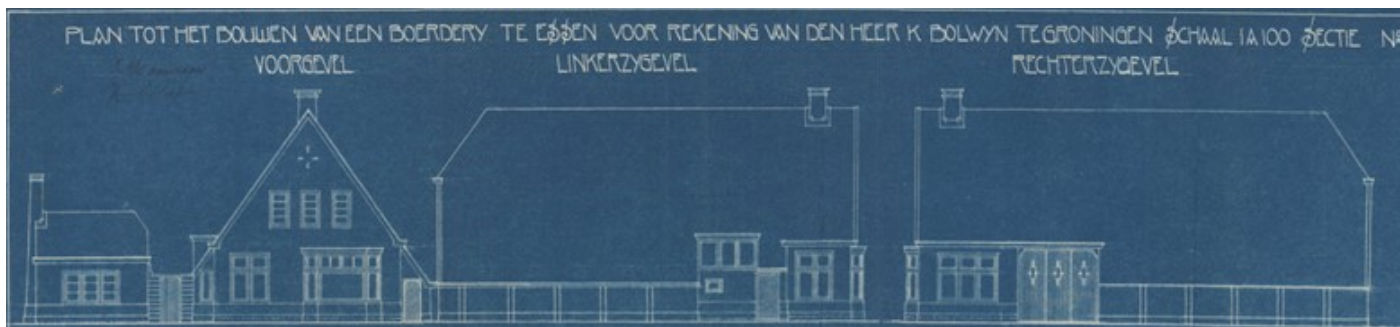 PLAN TOT HET BOUWEN VAN EEN BOERDERY TE ESSEN VOOR REKENING VAN DEN HEER K BOLWYN TE GRONINGEN SCHAAL 1 A 100 SECTIE
VOORGEVEL LINKERZYGEVEL RECHTERZYGEVEL